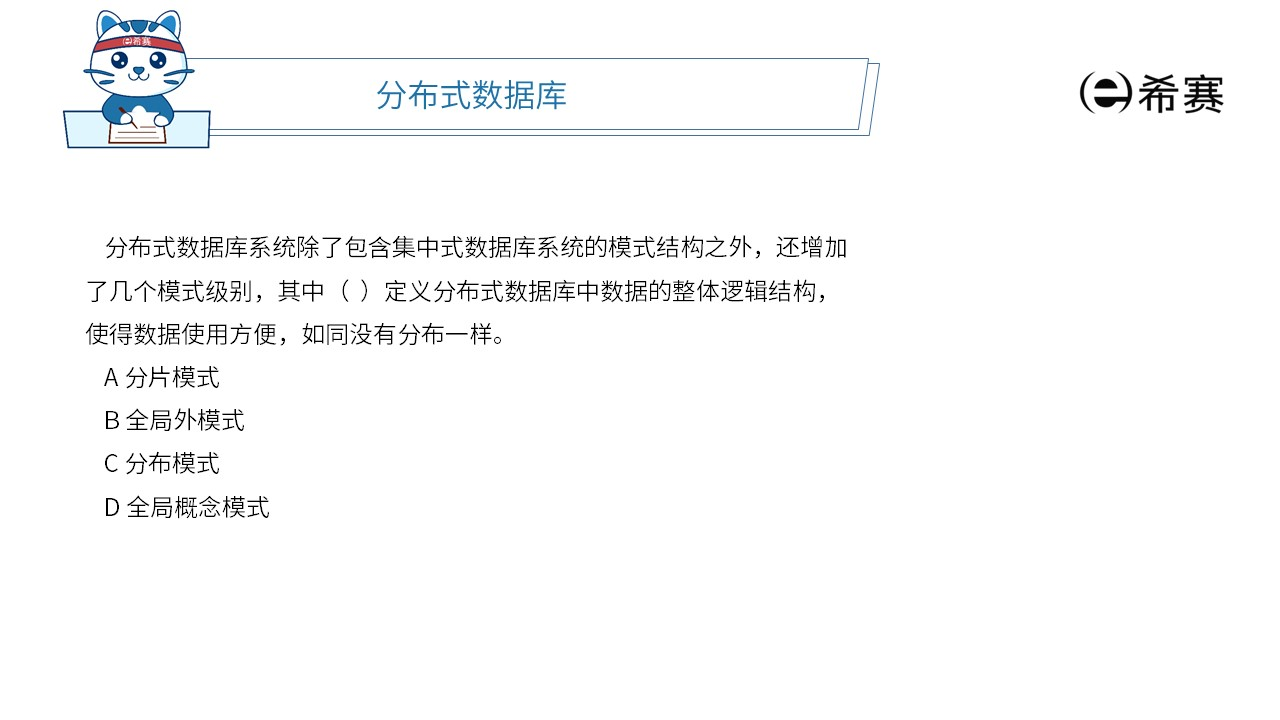 希赛
分布式数据库
希赛
分布式数据库系统除了包含集中式数据库系统的模式结构之外，还增加
了几个模式级别，其中（ ）定义分布式数据库中数据的整体逻辑结构，
使得数据使用方便，如同没有分布一样。
A 分片模式
B 全局外模式
C 分布模式
D 全局概念模式